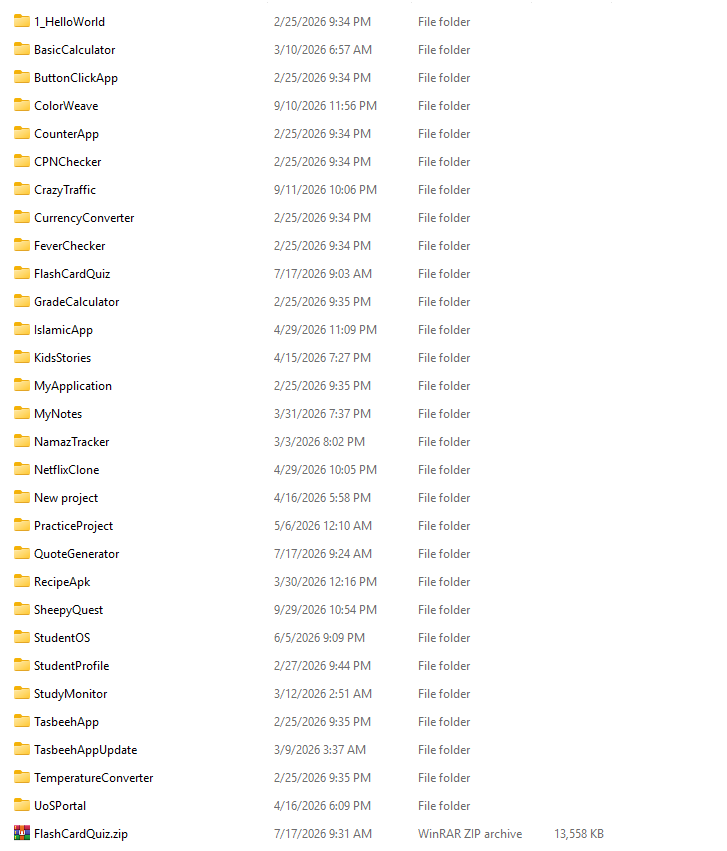 1_HelloWorld 2/25/2026 9:34 PM File folder
BasicCalculator 3/10/2026 6:57 AM File folder
ButtonClickApp 2/25/2026 9:34 PM File folder
ColorWeave 9/10/2026 11:56 PM File folder
CounterApp 2/25/2026 9:34 PM File folder
CPNChecker 2/25/2026 9:34 PM File folder
CrazyTraffic 9/11/2026 10:06 PM File folder
CurrencyConverter 2/25/2026 9:34 PM File folder
FeverChecker 2/25/2026 9:34 PM File folder
FlashCardQuiz 7/17/2026 9:03 AM File folder
GradeCalculator 2/25/2026 9:35 PM File folder
IslamicApp 4/29/2026 11:09 PM File folder
KidsStories 4/15/2026 7:27 PM File folder
MyApplication 2/25/2026 9:35 PM File folder
MyNotes 3/31/2026 7:37 PM File folder
NamazTracker 3/3/2026 8:02 PM File folder
NetflixClone 4/29/2026 10:05 PM File folder
New project 4/16/2026 5:58 PM File folder
PracticeProject 5/6/2026 12:10 AM File folder
QuoteGenerator 7/17/2026 9:24 AM File folder
RecipeApk 3/30/2026 12:16 PM File folder
SheepyQuest 9/29/2026 10:54 PM File folder
StudentOS 6/5/2026 9:09 PM File folder
StudentProfile 2/27/2026 9:44 PM File folder
StudyMonitor 3/12/2026 2:51 AM File folder
TasbeehApp 2/25/2026 9:35 PM File folder
TasbeehAppUpdate 3/9/2026 3:37 AM File folder
TemperatureConverter 2/25/2026 9:35 PM File folder
UoSPortal 4/16/2026 6:09 PM File folder
FlashCardQuiz.zip 7/17/2026 9:31 AM WinRAR ZIP archive 13,558 KB